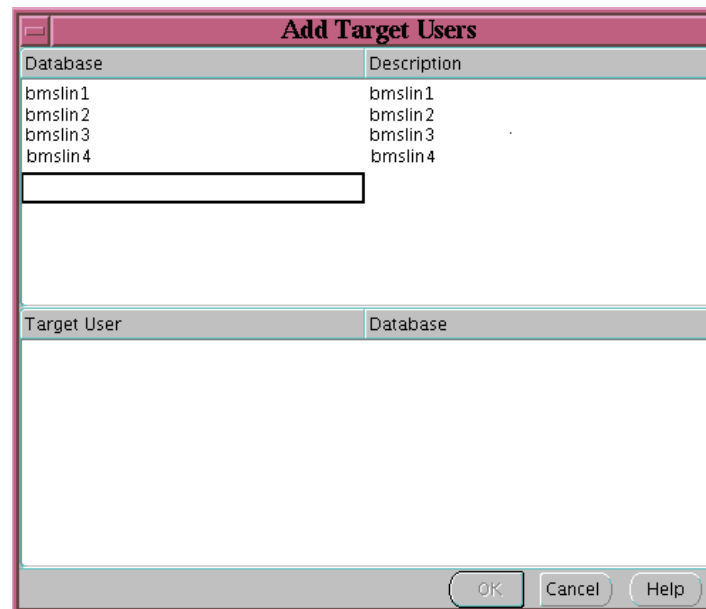 Add Target Users
Database Description
bmslin1 bmslin1
bmslin2 bmslin2
bmslin3 bmslin3
bmslin4 bmslin4
Target User Database
OK Cancel Help